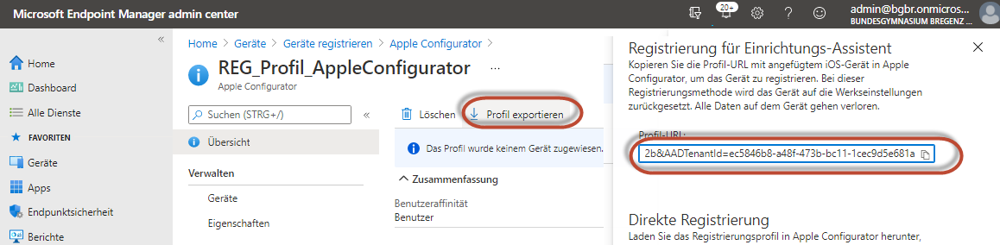 Microsoft Endpoint Manager admin center
20+
admin@bgbr.onmicros...
BUNDESGYMNASIUM BREGENZ ...
Home
Dashboard
Alle Dienste
FAVORITEN
Geräte
Apps
Endpunktsicherheit
Berichte
Home > Geräte > Geräte registrieren > Apple Configurator >
REG_Profil_AppleConfigurator ...
Apple Configurator
Suchen (STRG+/)
Übersicht
Verwalten
Geräte
Eigenschaften
Löschen
Profil exportieren
Das Profil wurde keinem Gerät zugewiesen.
Zusammenfassung
Benutzeraffinität
Benutzer
Registrierung für Einrichtungs-Assistent
Kopieren Sie die Profil-URL mit angefügtem iOS-Gerät in Apple
Configurator, um das Gerät zu registrieren. Bei dieser
Registrierungsmethode wird das Gerät auf die Werkseinstellungen
zurückgesetzt. Alle Daten auf dem Gerät gehen verloren.
Profil-URL:
2b&AADTenantId=ec5846b8-a48f-473b-bc11-1cec9d5e681a
Direkte Registrierung
Laden Sie das Registrierungsprofil in Apple Configurator herunter,